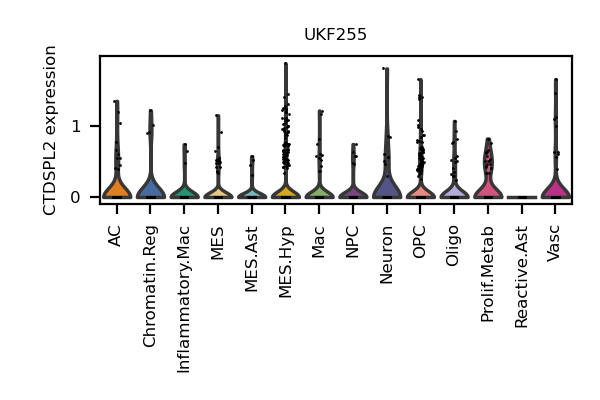 UKF255
CTDSPL2 expression
1
0
AC
Chromatin.Reg
Inflammatory.Mac
MES
MES.Ast
MES.Hyp
Mac
NPC
Neuron
OPC
Oligo
Prolif.Metab
Reactive.Ast
Vasc